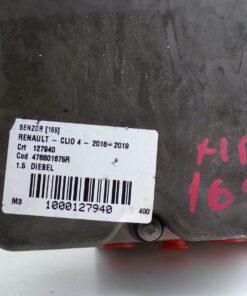 SENZOR [169]
RENAULT - CLIO 4 - 2016-2019
Crt 127940
Cod 476601676R
1.5 DIESEL
M3
1000127940
400